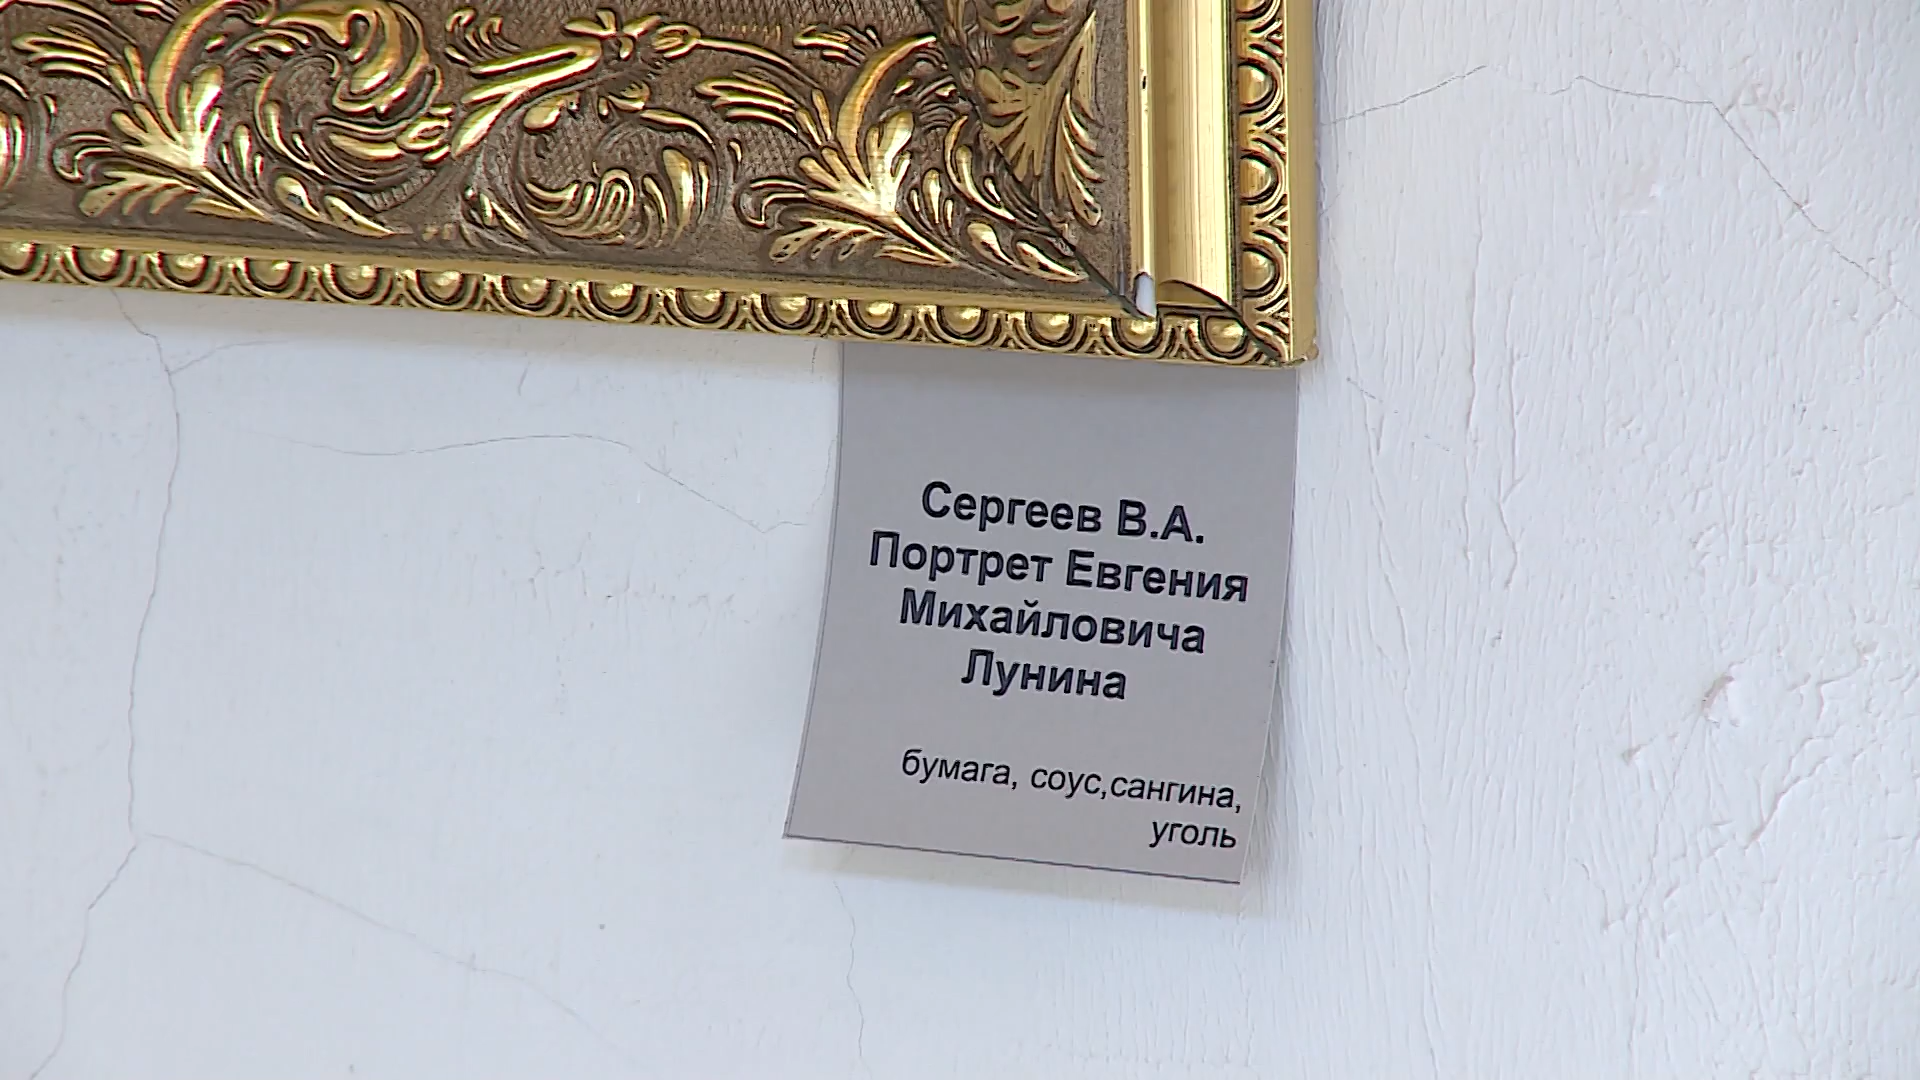 Сергеев В.А.
Портрет Евгения
Михайловича
Лунина
бумага, соус,сангина,
уголь